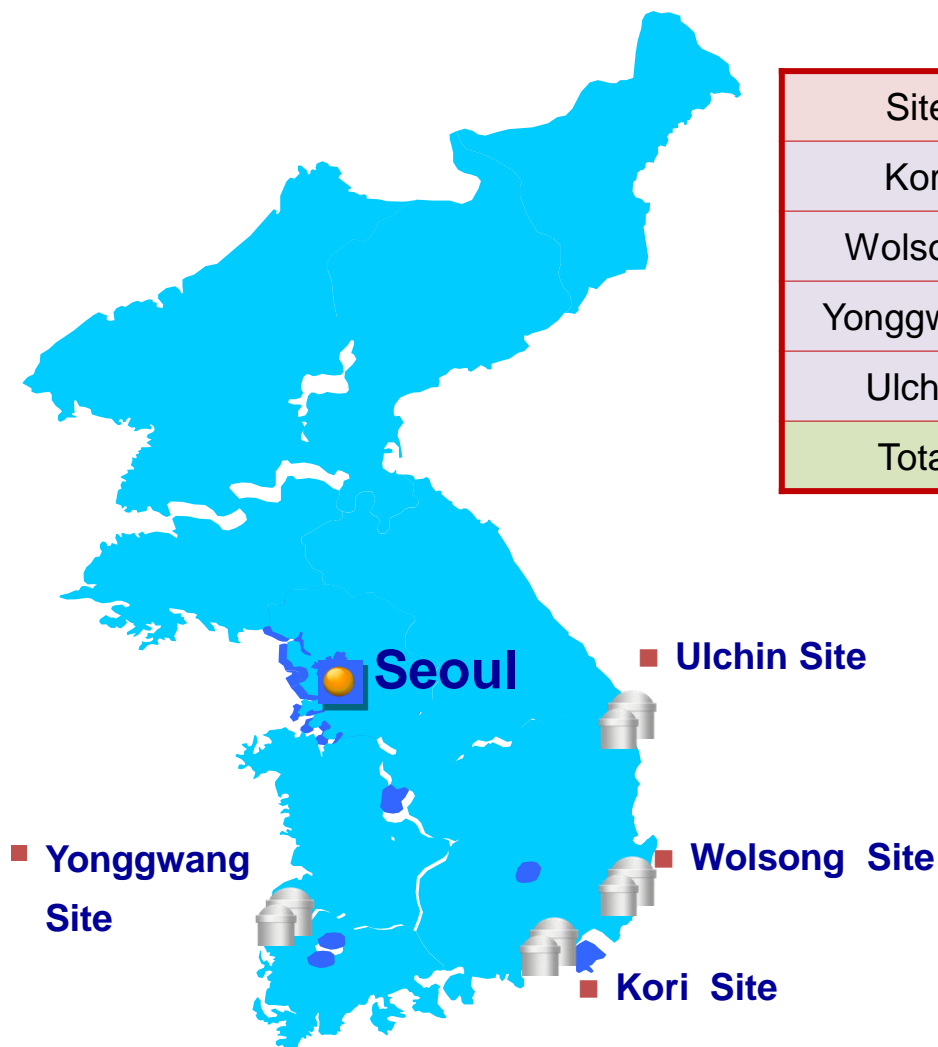 Site
Kor
Wolso
Yonggw
Ulch
Tota
Seoul
Ulchin Site
Yonggwang
Site
Wolsong Site
Kori Site